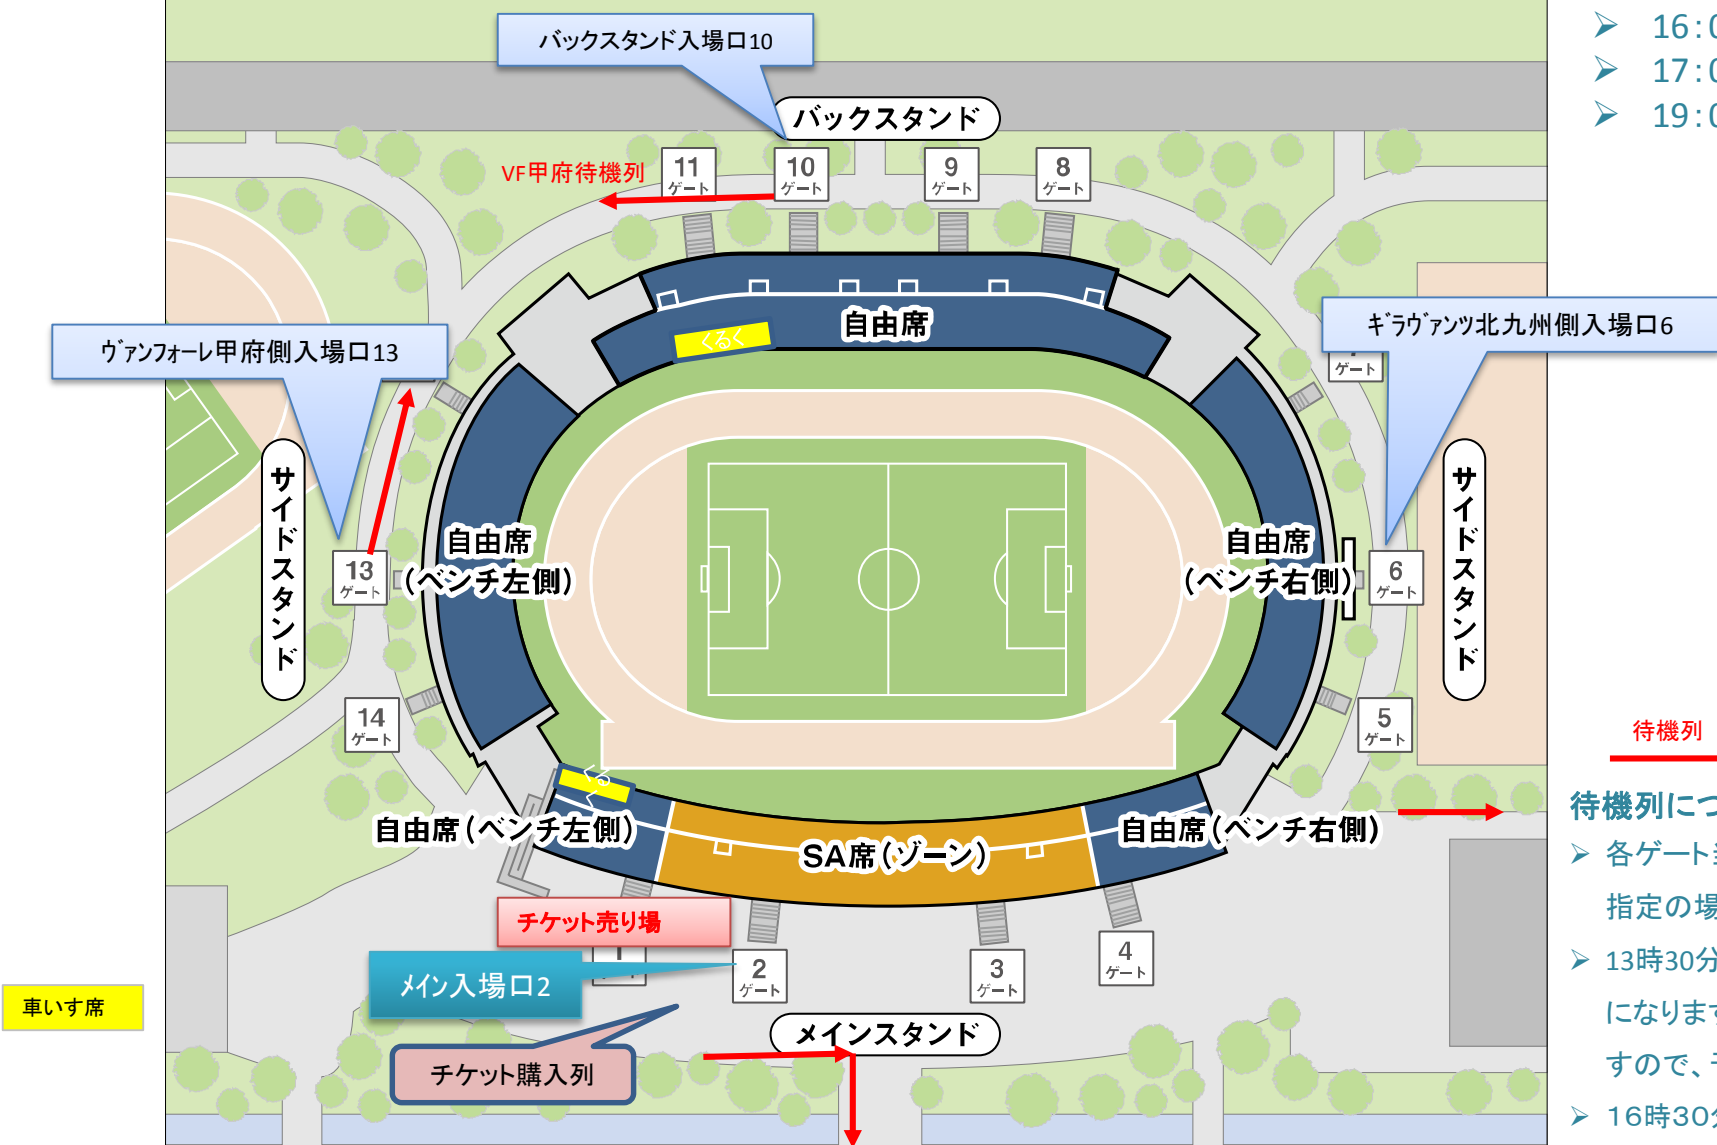 バックスタンド入場口10
バックスタンド
VF甲府待機列
11
ゲート
10
ゲート
9
ゲート
8
ゲート
16:0
17:0
19:0
ヴァンフォーレ甲府側入場口13
ギラヴァンツ北九州側入場口6
ゲート
自由席
くるく
サイドスタンド
サイドスタンド
自由席
(ベンチ左側)
自由席
(ベンチ右側)
13
ゲート
6
ゲート
14
ゲート
5
ゲート
待機列
自由席(ベンチ左側)
SA席(ゾーン)
自由席(ベンチ右側)
チケット売り場
メイン入場口2
2
ゲート
3
ゲート
4
ゲート
車いす席
メインスタンド
チケット購入列
待機列につ
各ゲート
指定の場
13時30分
になります
すので、
16時30分